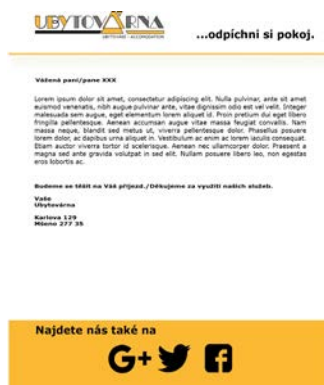 UBYTOVÁRNA
UBYTOVÁNÍ - ACCOMODATION
...odpíchni si pokoj.
Vážená paní/pane XXX
Lorem ipsum dolor sit amet, consectetur adipiscing elit. Nulla pulvinar, ante sit amet
euismod venenatis, nibh augue pulvinar ante, vitae dignissim odio est vel velit. Integer
malesuada sem augue, eget elementum lorem aliquet id. Proin pretium dui eget libero
fringilla pellentesque. Aenean accumsan augue vitae massa feugiat convallis. Nam
massa neque, blandit sed metus ut, viverra pellentesque dolor. Phasellus posuere
lorem dolor, ac dapibus urna aliquet in. Vestibulum ac enim ac lorem iaculis consequat.
Etiam auctor viverra tortor id scelerisque. Aenean nec ullamcorper dolor. Praesent a
magna sed ante gravida volutpat in sed elit. Nullam posuere libero leo, non egestas
eros lobortis ac.
Budeme se těšit na Váš příjezd./Děkujeme za využití našich služeb.
Vaše
Ubytovárna
Karlova 129
Mšeno 277 35
Najdete nás také na
G+